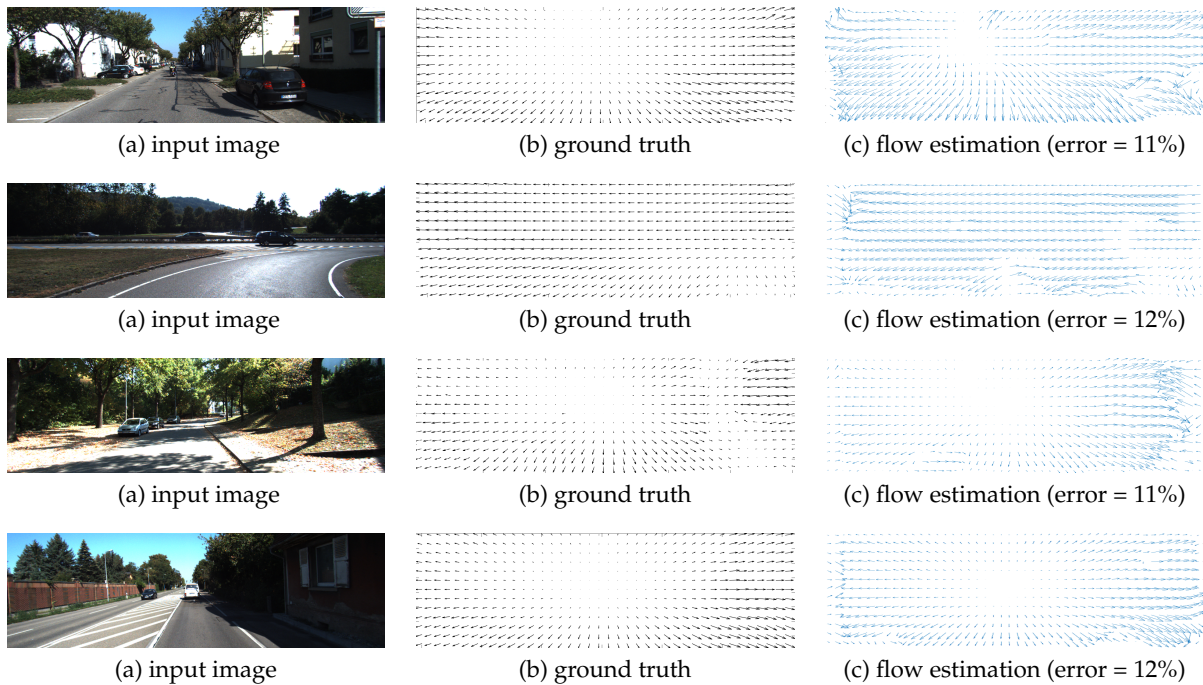 (a) input image (b) ground truth (c) flow estimation (error = 11%)
(a) input image (b) ground truth (c) flow estimation (error = 12%)
(a) input image (b) ground truth (c) flow estimation (error = 11%)
(a) input image (b) ground truth (c) flow estimation (error = 12%)